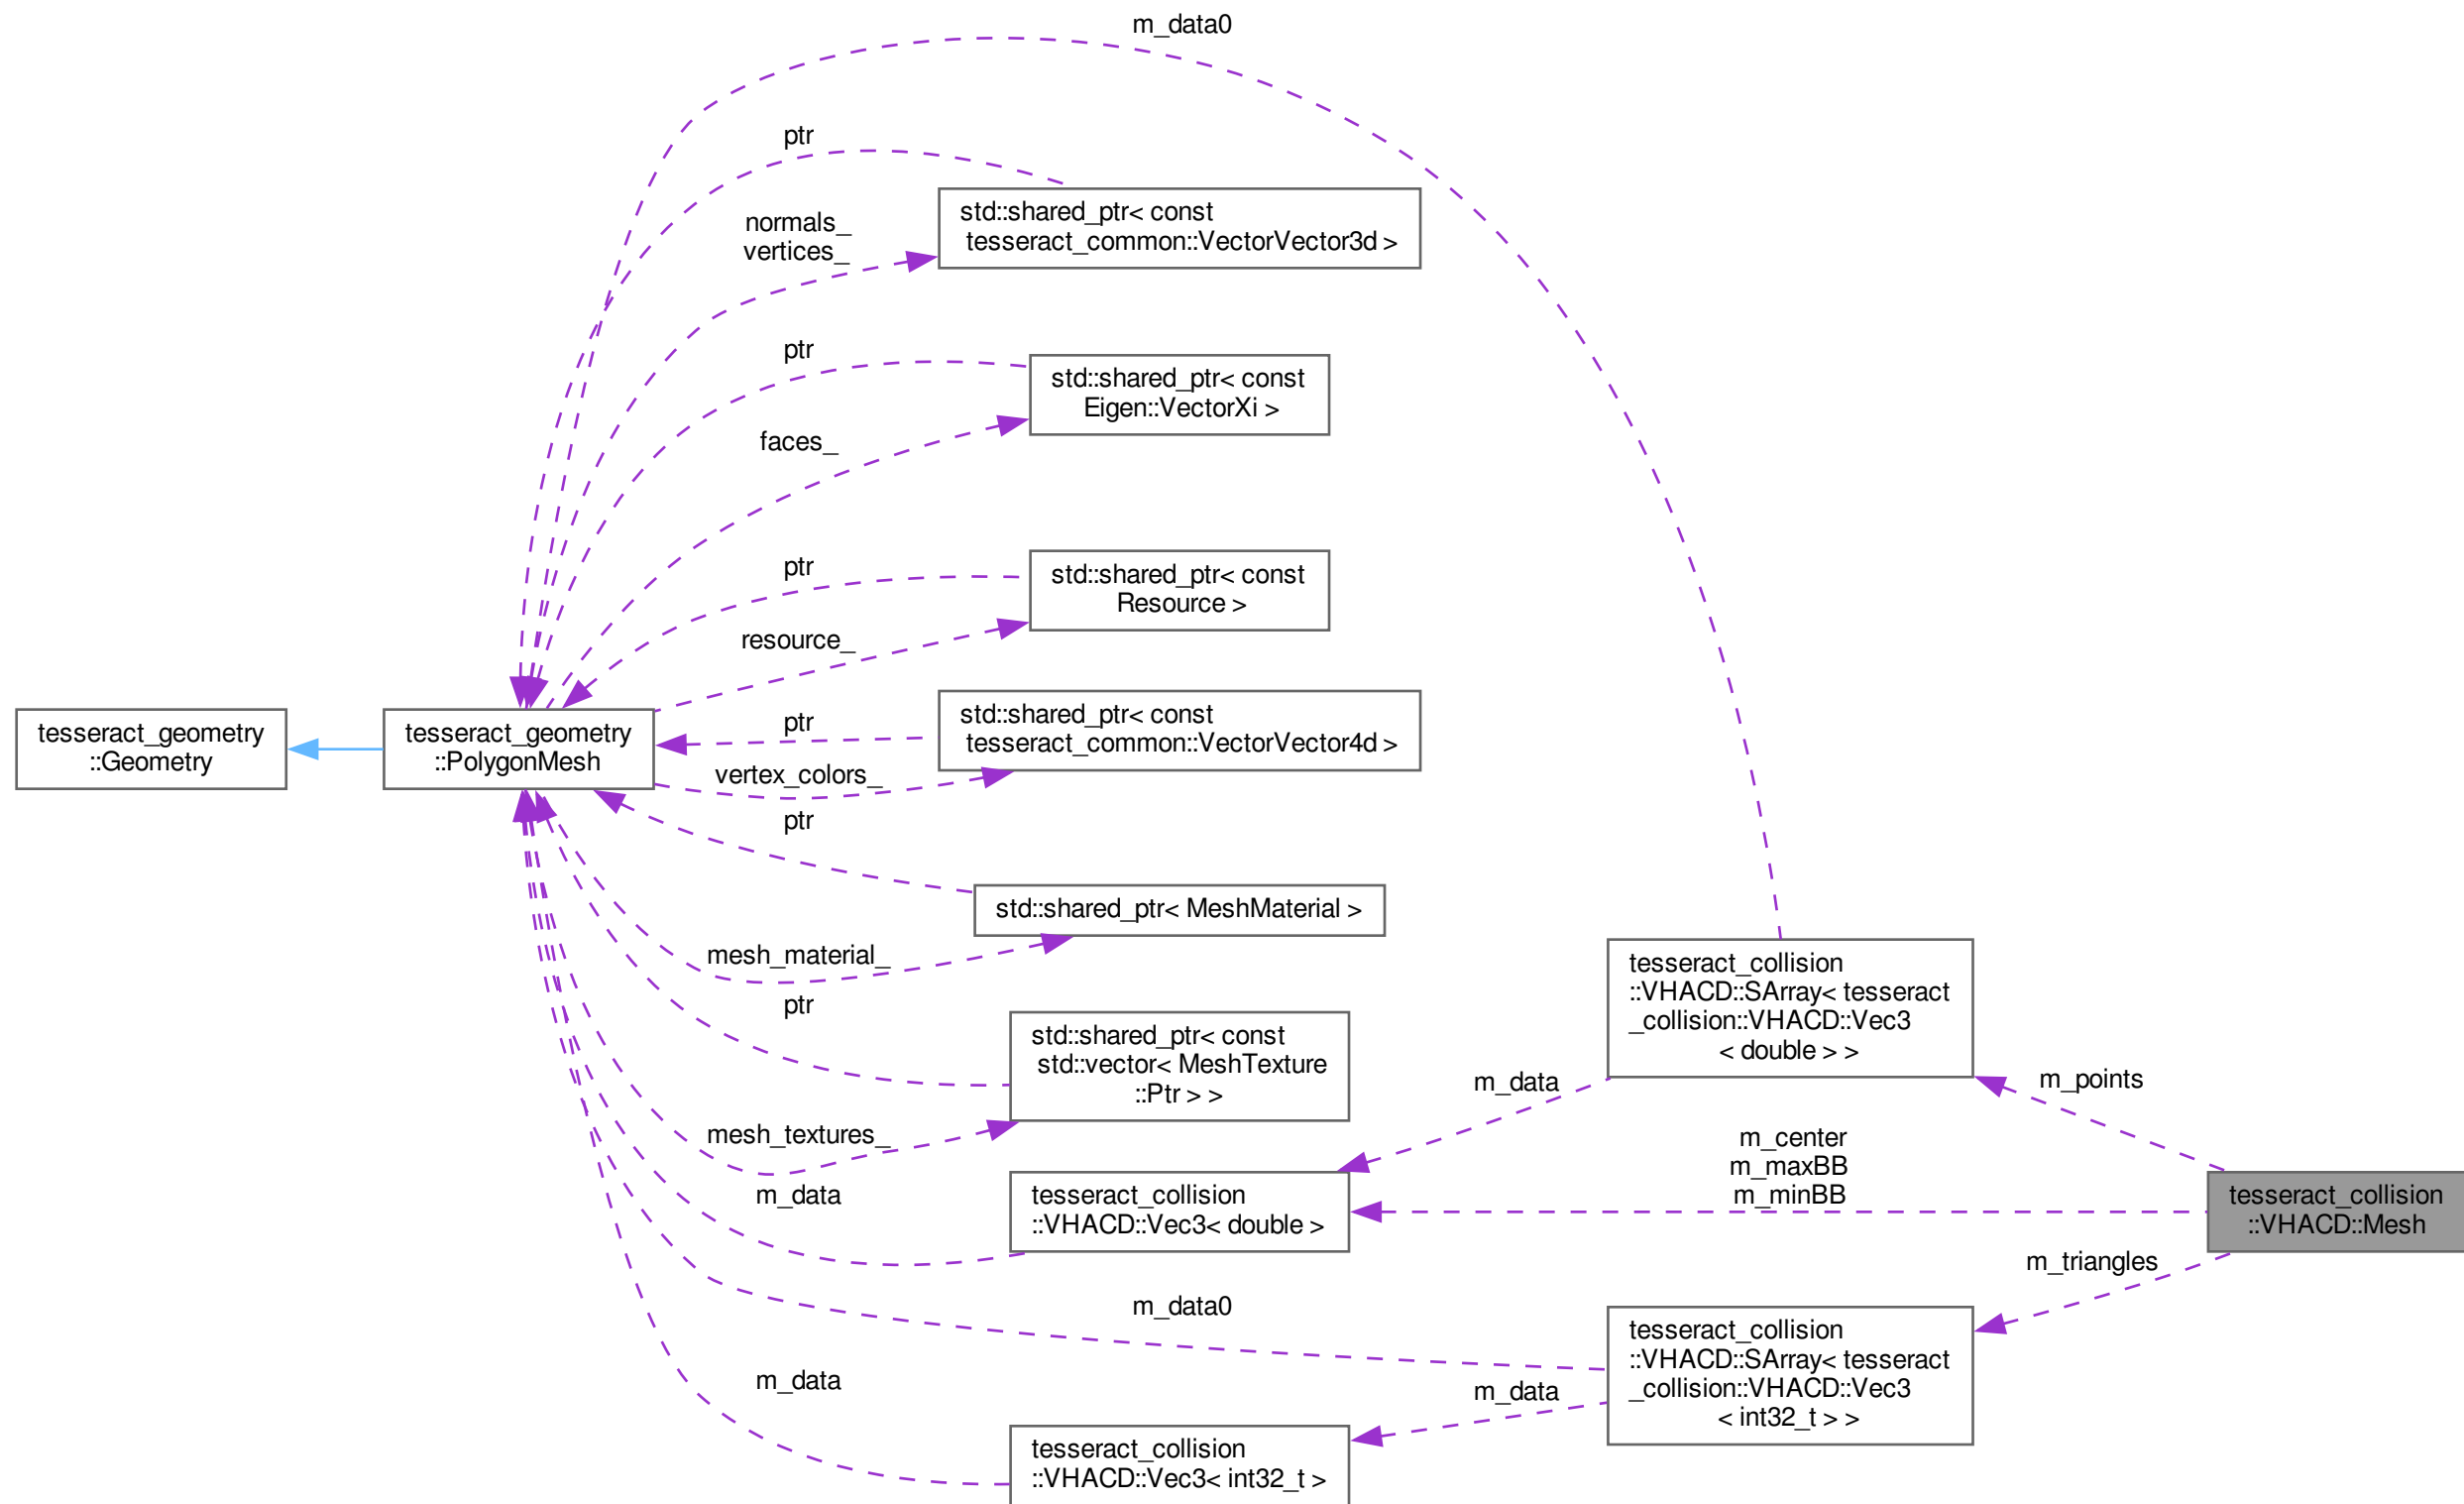 m_data0
ptr
std::shared_ptr< const
tesseract_common::VectorVector3d >
normals_
vertices_
ptr
std::shared_ptr< const
Eigen::VectorXi >
faces_
ptr
std::shared_ptr< const
Resource >
resource_
tesseract_geometry
::Geometry
tesseract_geometry
::PolygonMesh
ptr
std::shared_ptr< const
tesseract_common::VectorVector4d >
vertex_colors_
ptr
std::shared_ptr< MeshMaterial >
mesh_material_
ptr
std::shared_ptr< const
std::vector< MeshTexture
::Ptr > >
mesh_textures_
m_data
tesseract_collision
::VHACD::Vec3< double >
tesseract_collision
::VHACD::SArray< tesseract
_collision::VHACD::Vec3
< double > >
m_data
m_points
m_center
m_maxBB
m_minBB
tesseract_collision
::VHACD::Mesh
m_triangles
m_data0
tesseract_collision
::VHACD::SArray< tesseract
_collision::VHACD::Vec3
< int32_t > >
m_data
m_data
tesseract_collision
::VHACD::Vec3< int32_t >